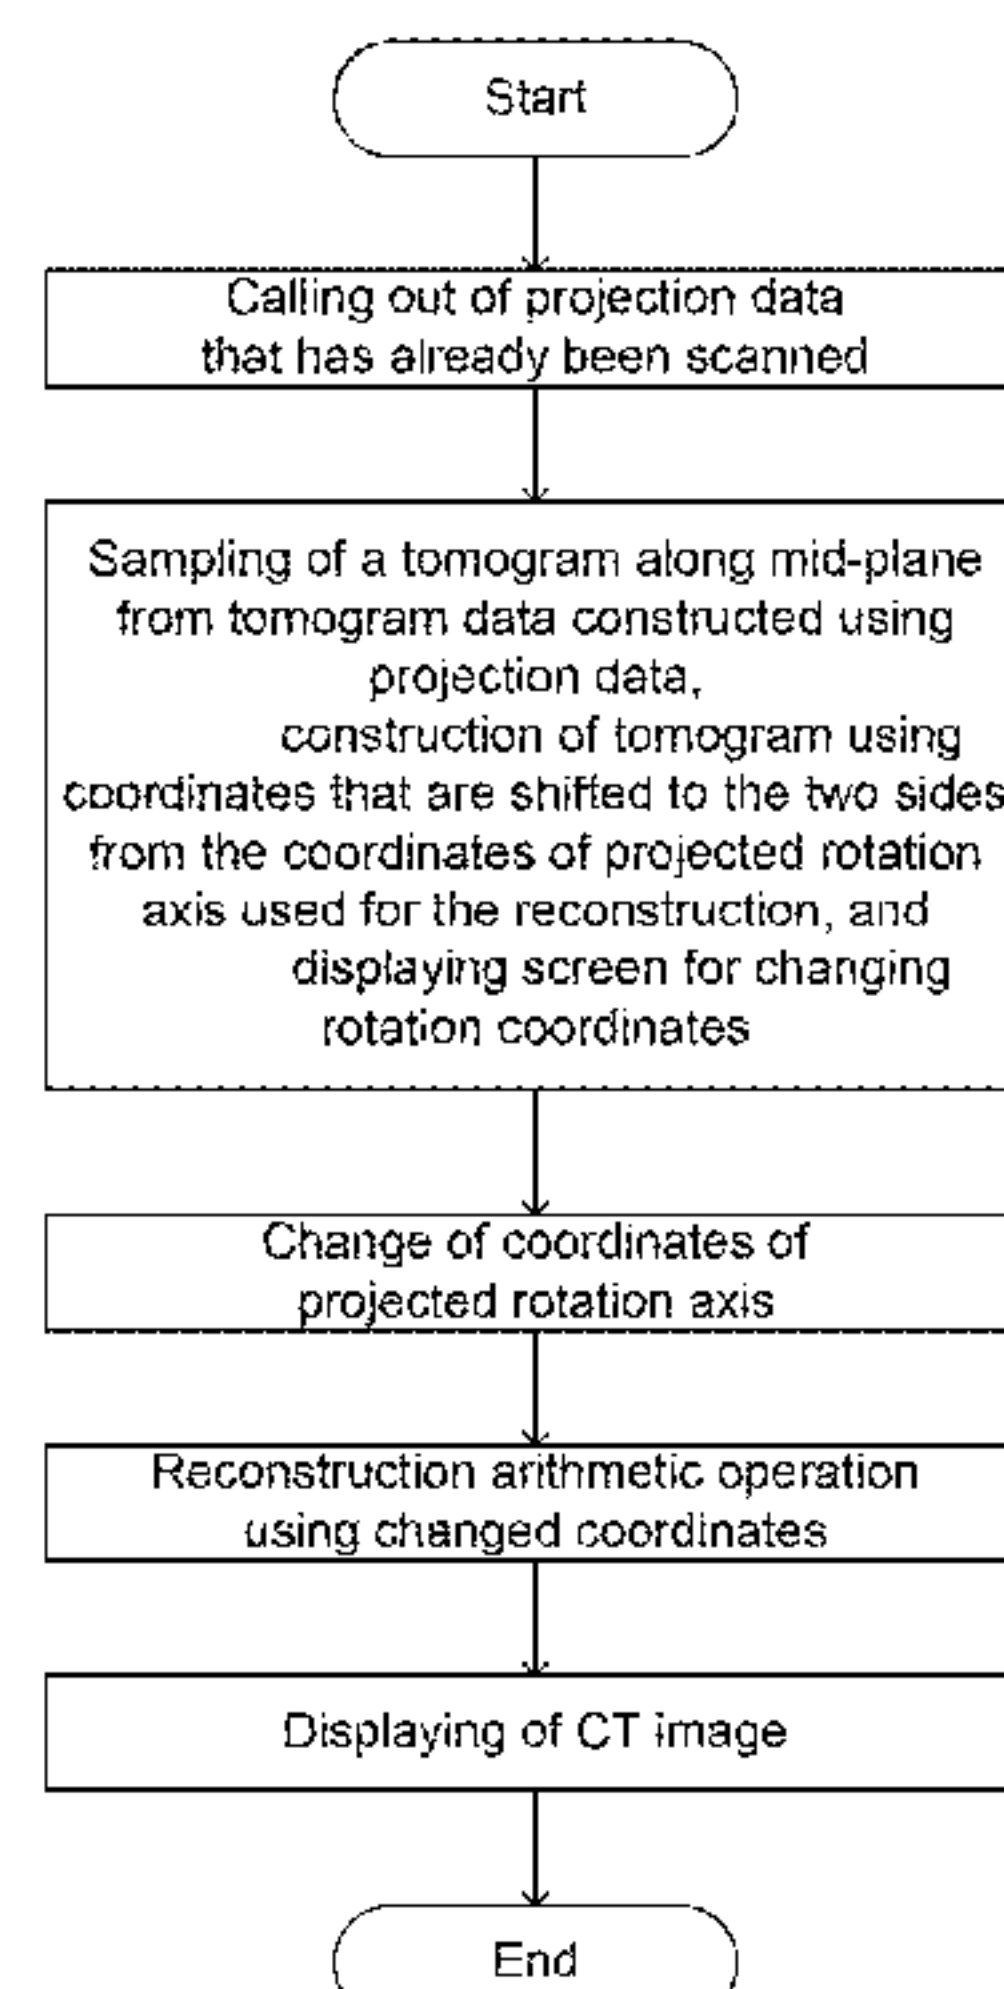 Start
Calling out of projection data
that has already been scanned
Sampling of a tomogram along mid-plane
from tomogram data constructed using
projection data,
construction of tomogram using
coordinates that are shifted to the two sides
from the coordinates of projected rotation
axis used for the reconstruction, and
displaying screen for changing
rotation coordinates
Change of coordinates of
projected rotation axis
Reconstruction arithmetic operation
using changed coordinates
Displaying of CT image
End